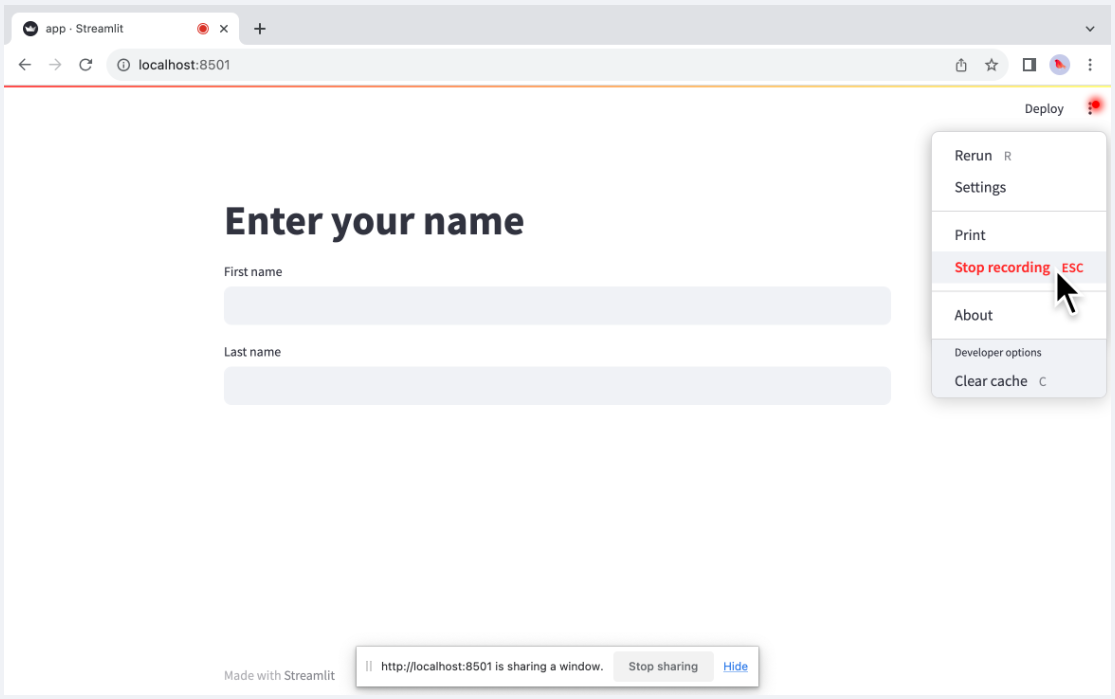 app · Streamlit
localhost:8501
Deploy
Rerun R
Settings
Print
Stop recording ESC
About
Developer options
Clear cache C
Enter your name
First name
Last name
Made with Streamlit
http://localhost:8501 is sharing a window. Stop sharing Hide